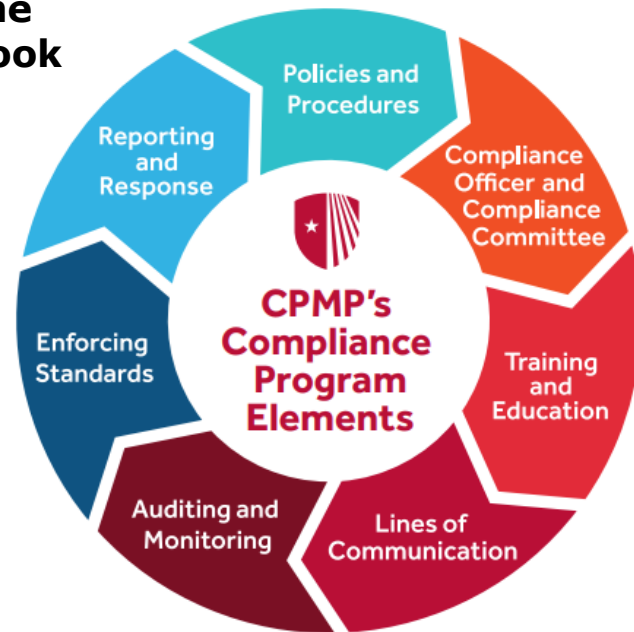 ook
Policies and
Procedures
Compliance
Officer and
Compliance
Committee
Training
and
Education
Lines of
Communication
Auditing and
Monitoring
Enforcing
Standards
Reporting
and
Response
CPMP’s
Compliance
Program
Elements